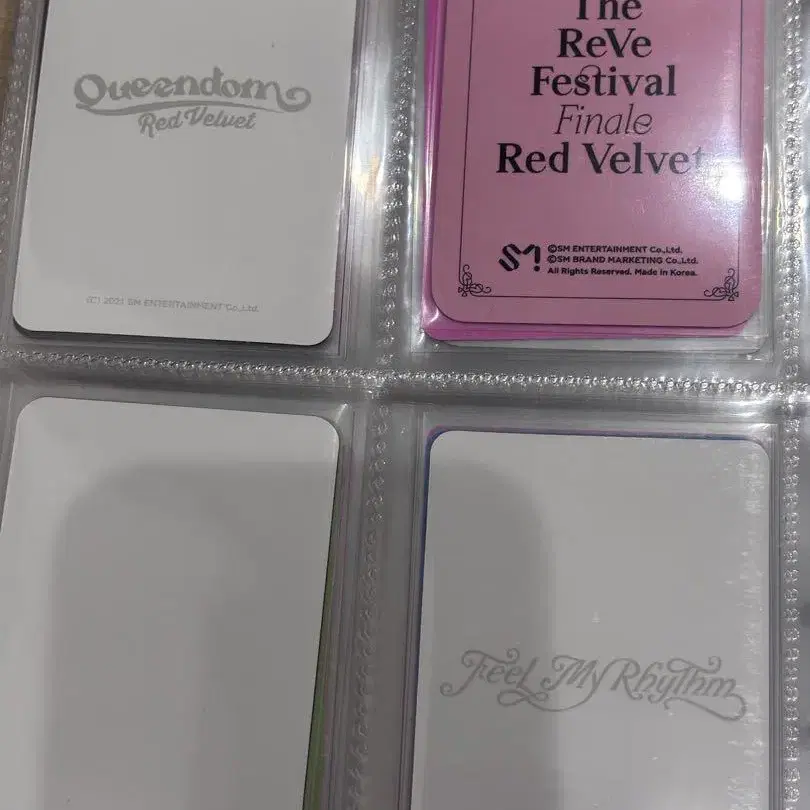 Queendom
Red Velvet
(C) 2021 SM ENTERTAINMENT Co.,Ltd.
The
ReVe
Festival
Finale
Red Velvet
SM!
©SM ENTERTAINMENT Co.,Ltd.
©SM BRAND MARKETING Co.,Ltd.
All Rights Reserved. Made in Korea.
Feel My Rhythm